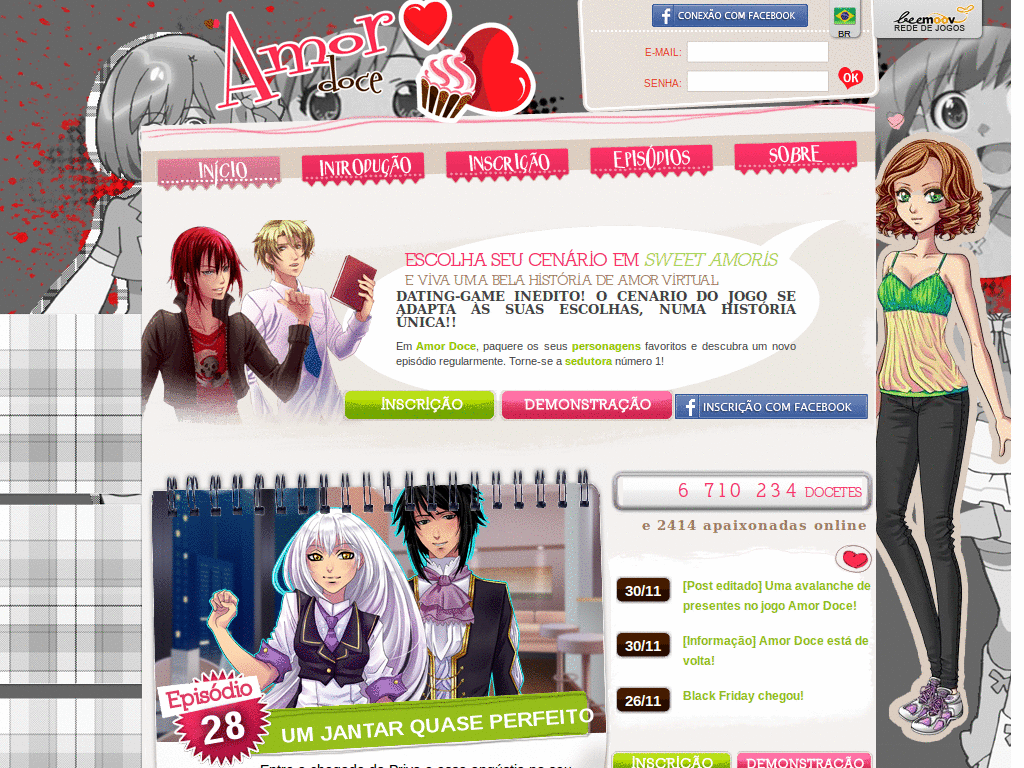 Amor
doce
CONEXÃO COM FACEBOOK
BR
beemoov
REDE DE JOGOS
E-MAIL:
SENHA:
OK
INÍCIO
INTRODUÇÃO
INSCRIÇÃO
EPISÓDIOS
SOBRE
ESCOLHA SEU CENÁRIO EM SWEET AMORIS
E VIVA UMA BELA HISTÓRIA DE AMOR VIRTUAL
DATING-GAME INEDITO! O CENARIO DO JOGO SE
ADAPTA ÀS SUAS ESCOLHAS, NUMA HISTÓRIA
ÚNICA!!
Em Amor Doce, paquere os seus personagens favoritos e descubra um novo
episódio regularmente. Torne-se a sedutora número 1!
INSCRIÇÃO
DEMONSTRAÇÃO
INSCRIÇÃO COM FACEBOOK
6 710 234 DOCETES
e 2414 apaixonadas online
30/11
[Post editado] Uma avalanche de
presentes no jogo Amor Doce!
30/11
[Informação] Amor Doce está de
volta!
26/11
Black Friday chegou!
Episódio
28
UM JANTAR QUASE PERFEITO
INSCRIÇÃO
DEMONSTRAÇÃO